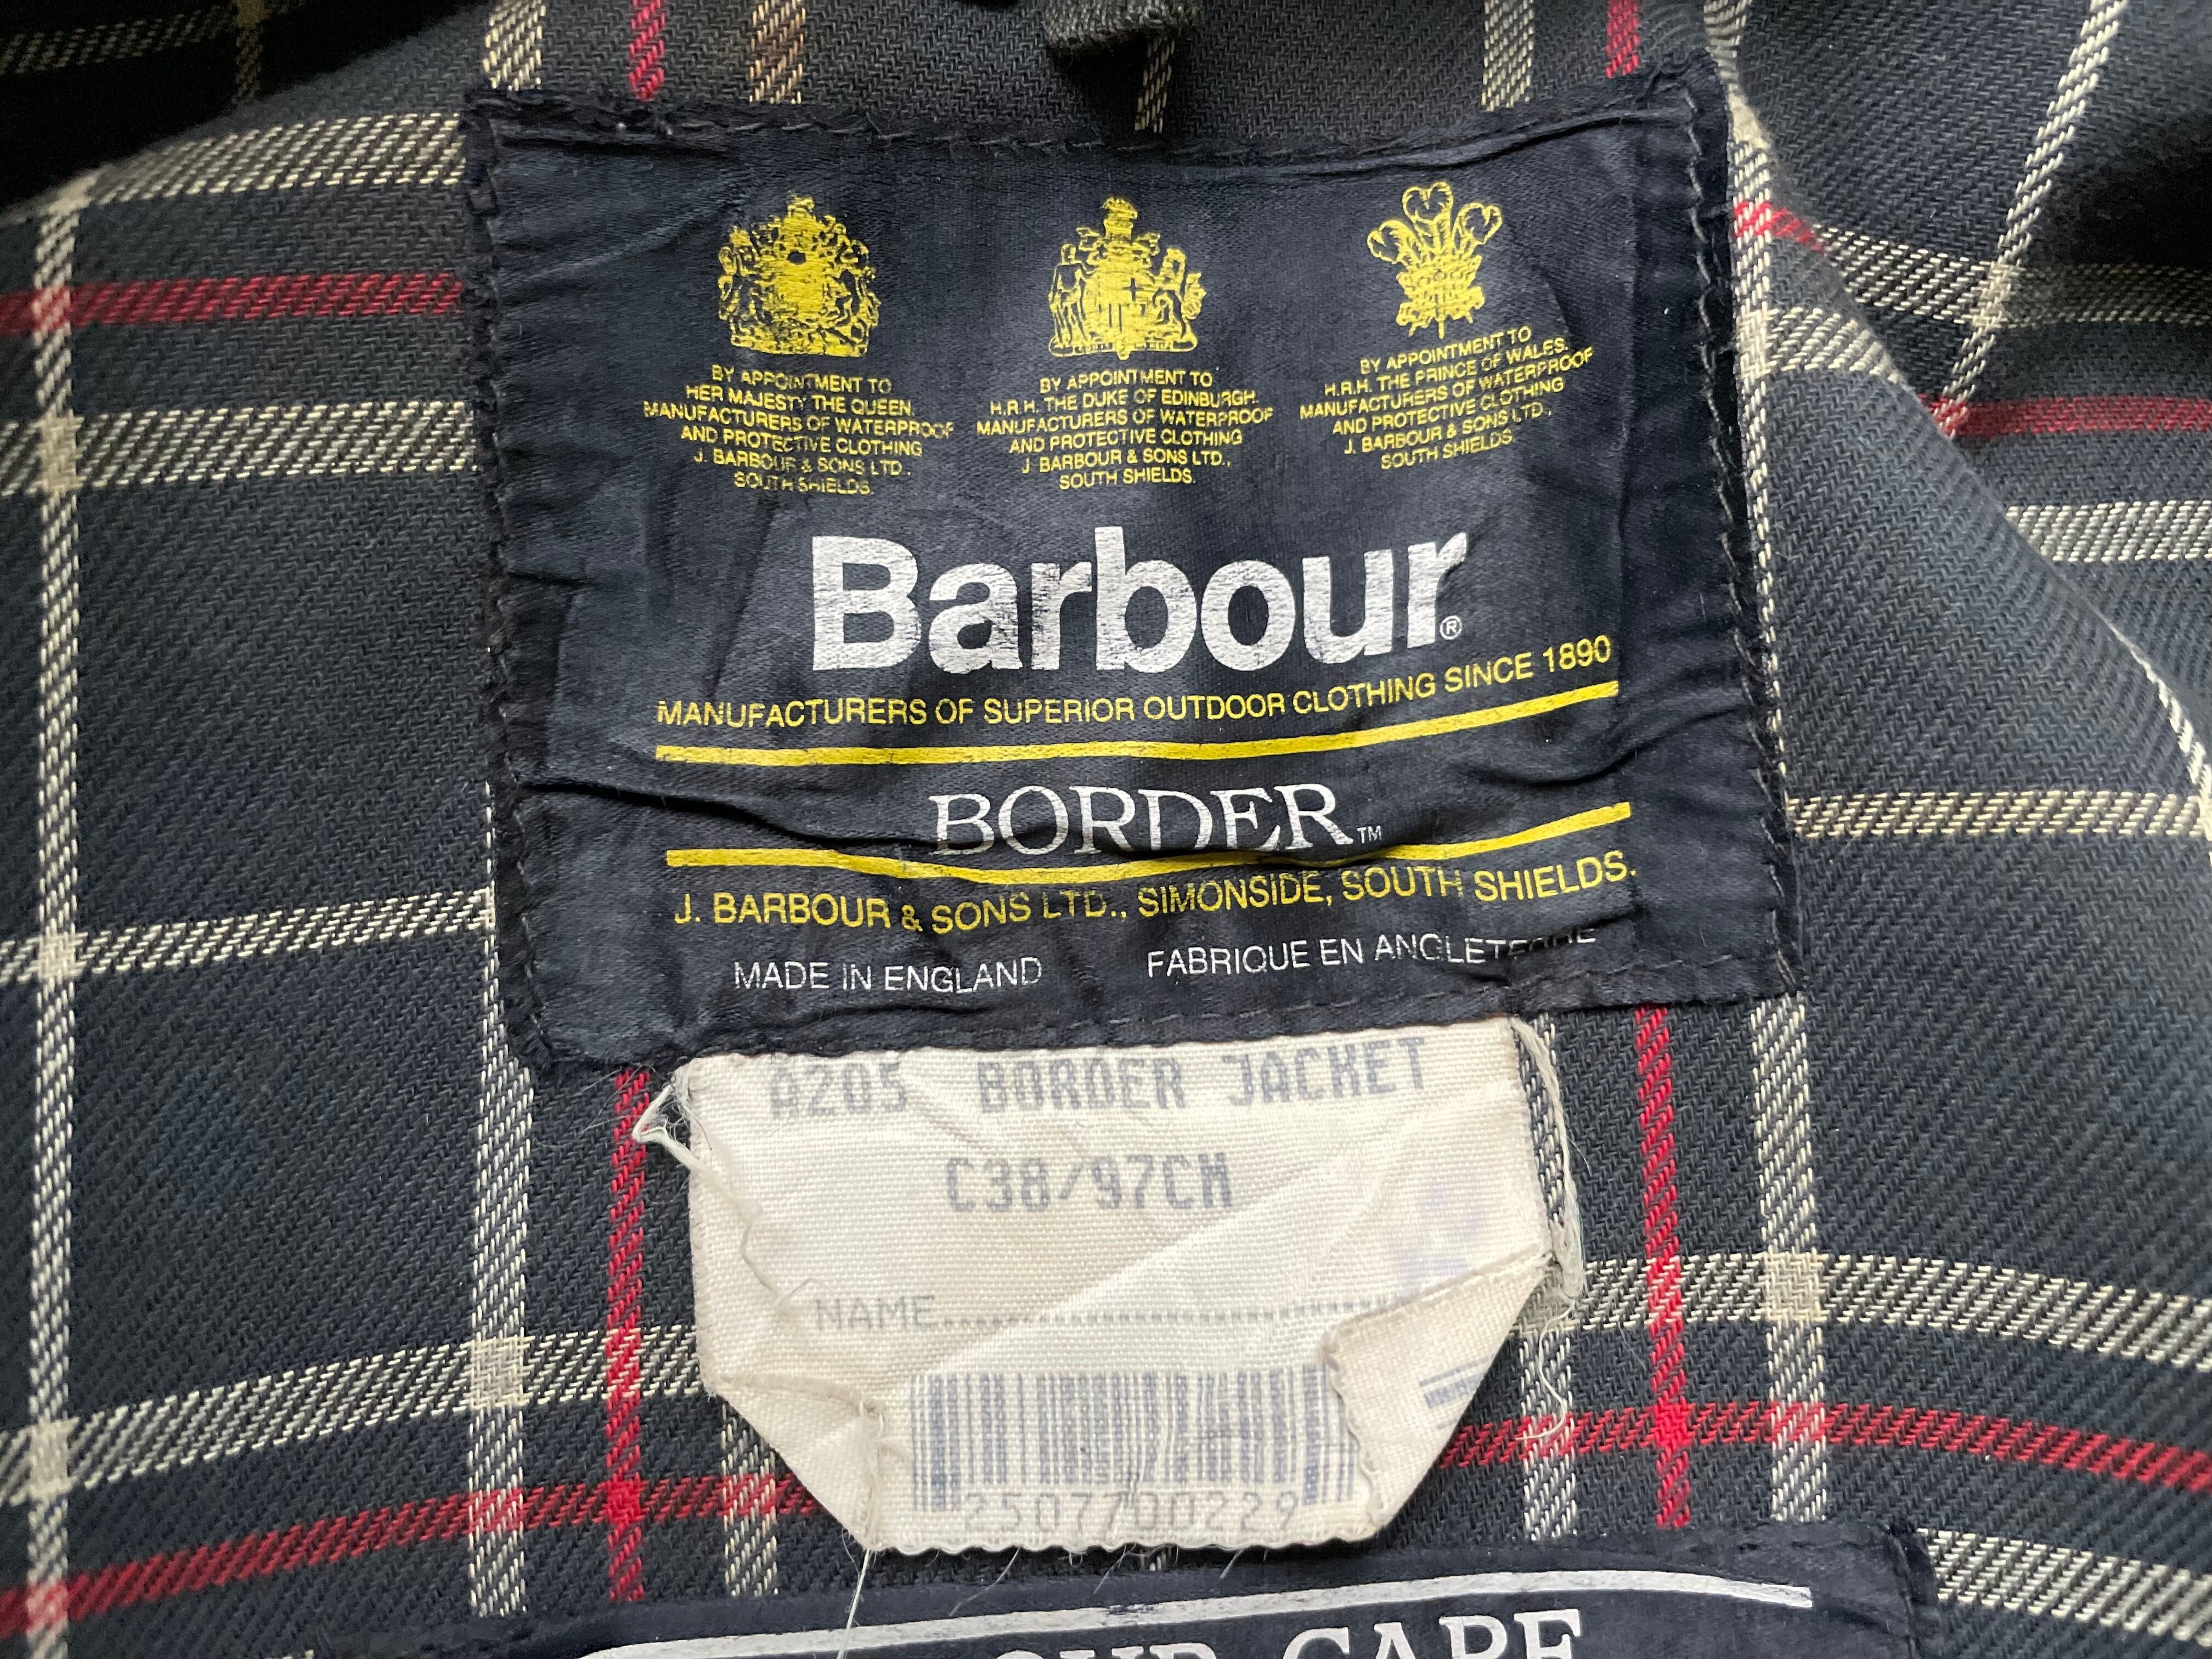 BY APPOINTMENT TO
HER MAJESTY THE QUEEN.
MANUFACTURERS OF WATERPROOF
AND PROTECTIVE CLOTHING
J. BARBOUR & SONS LTD.,
SOUTH SHIELDS.
BY APPOINTMENT TO
H.R.H. THE DUKE OF EDINBURGH.
MANUFACTURERS OF WATERPROOF
AND PROTECTIVE CLOTHING
J. BARBOUR & SONS LTD.,
SOUTH SHIELDS.
BY APPOINTMENT TO
H.R.H. THE PRINCE OF WALES.
MANUFACTURERS OF WATERPROOF
AND PROTECTIVE CLOTHING
J. BARBOUR & SONS LTD.,
SOUTH SHIELDS.
Barbour®
MANUFACTURERS OF SUPERIOR OUTDOOR CLOTHING SINCE 1890
BORDER™
J. BARBOUR & SONS LTD., SIMONSIDE, SOUTH SHIELDS.
MADE IN ENGLAND FABRIQUE EN ANGLETERRE
A205 BORDER JACKET
C38/97CM
NAME
2507700229
CARE